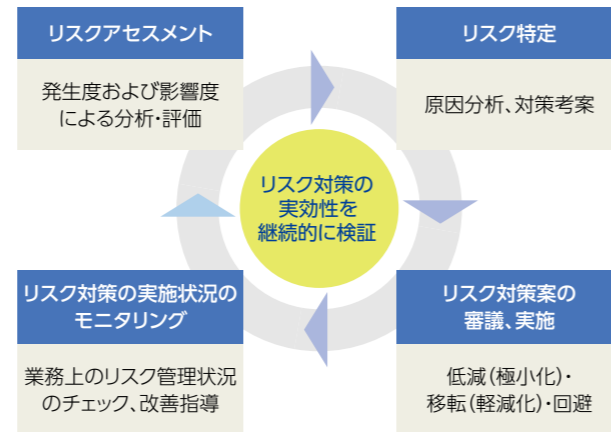 リスクアセスメント
発生度および影響度
による分析・評価
リスク特定
原因分析、対策考案
リスク対策の
実効性を
継続的に検証
リスク対策の実施状況の
モニタリング
業務上のリスク管理状況
のチェック、改善指導
リスク対策案の
審議、実施
低減(極小化)・
移転(軽減化)・回避